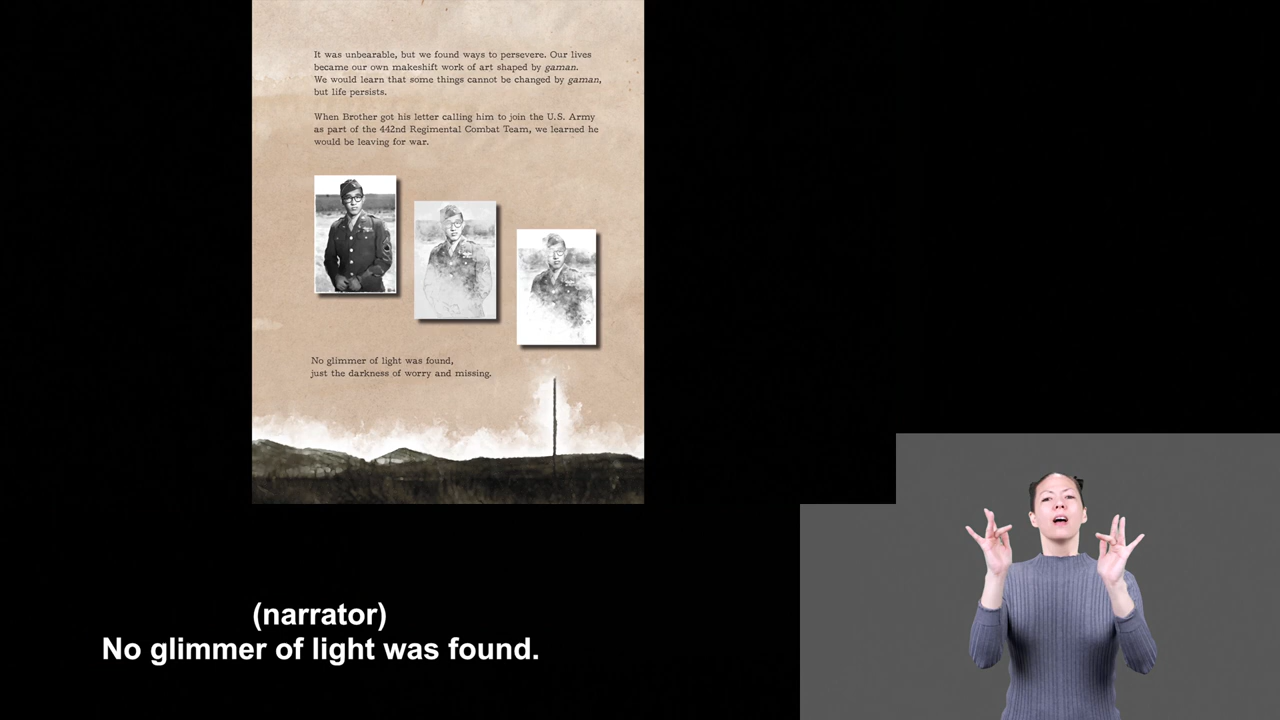 It was unbearable, but we found ways to persevere. Our lives
became our own makeshift work of art shaped by gaman.
We would learn that some things cannot be changed by gaman,
but life persists.
When Brother got his letter calling him to join the U.S. Army
as part of the 442nd Regimental Combat Team, we learned he
would be leaving for war.
No glimmer of light was found,
just the darkness of worry and missing.
(narrator)
No glimmer of light was found.